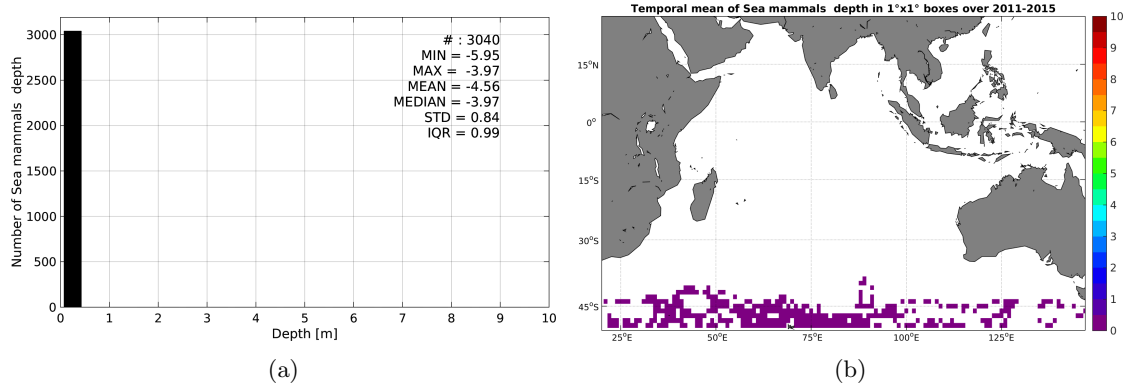 Temporal mean of Sea mammals depth in 1°x1° boxes over 2011-2015
Number of Sea mammals depth
3000
2500
2000
1500
1000
500
0
# : 3040
MIN = -5.95
MAX = -3.97
MEAN = -4.56
MEDIAN = -3.97
STD = 0.84
IQR = 0.99
0 1 2 3 4 5 6 7 8 9 10
Depth [m]
(a)
15°N
0°
15°S
30°S
45°S
25°E 50°E 75°E 100°E 125°E
10
9
8
7
6
5
4
3
2
1
0
(b)